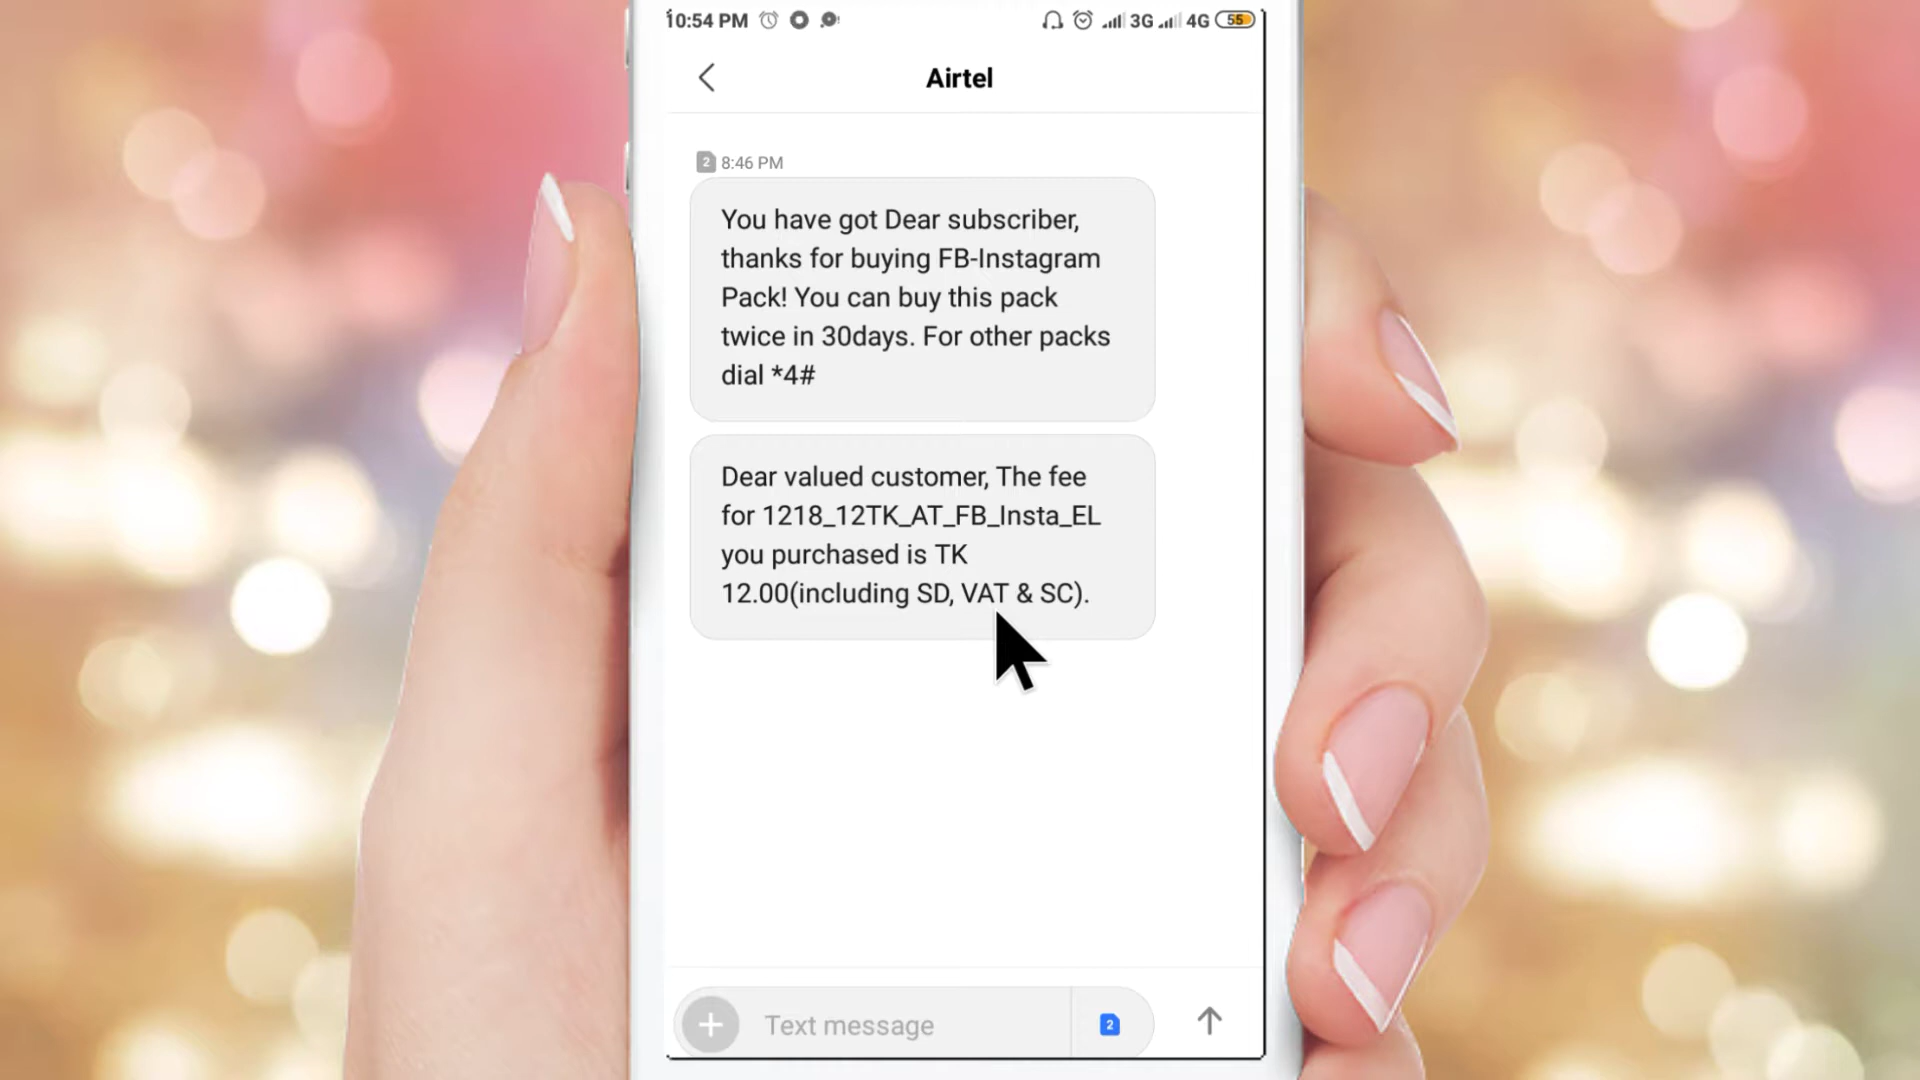 10:54 PM 3G 4G 55
Airtel
2 8:46 PM
You have got Dear subscriber,
thanks for buying FB-Instagram
Pack! You can buy this pack
twice in 30days. For other packs
dial *4#
Dear valued customer, The fee
for 1218_12TK_AT_FB_Insta_EL
you purchased is TK
12.00(including SD, VAT & SC).
Text message 2